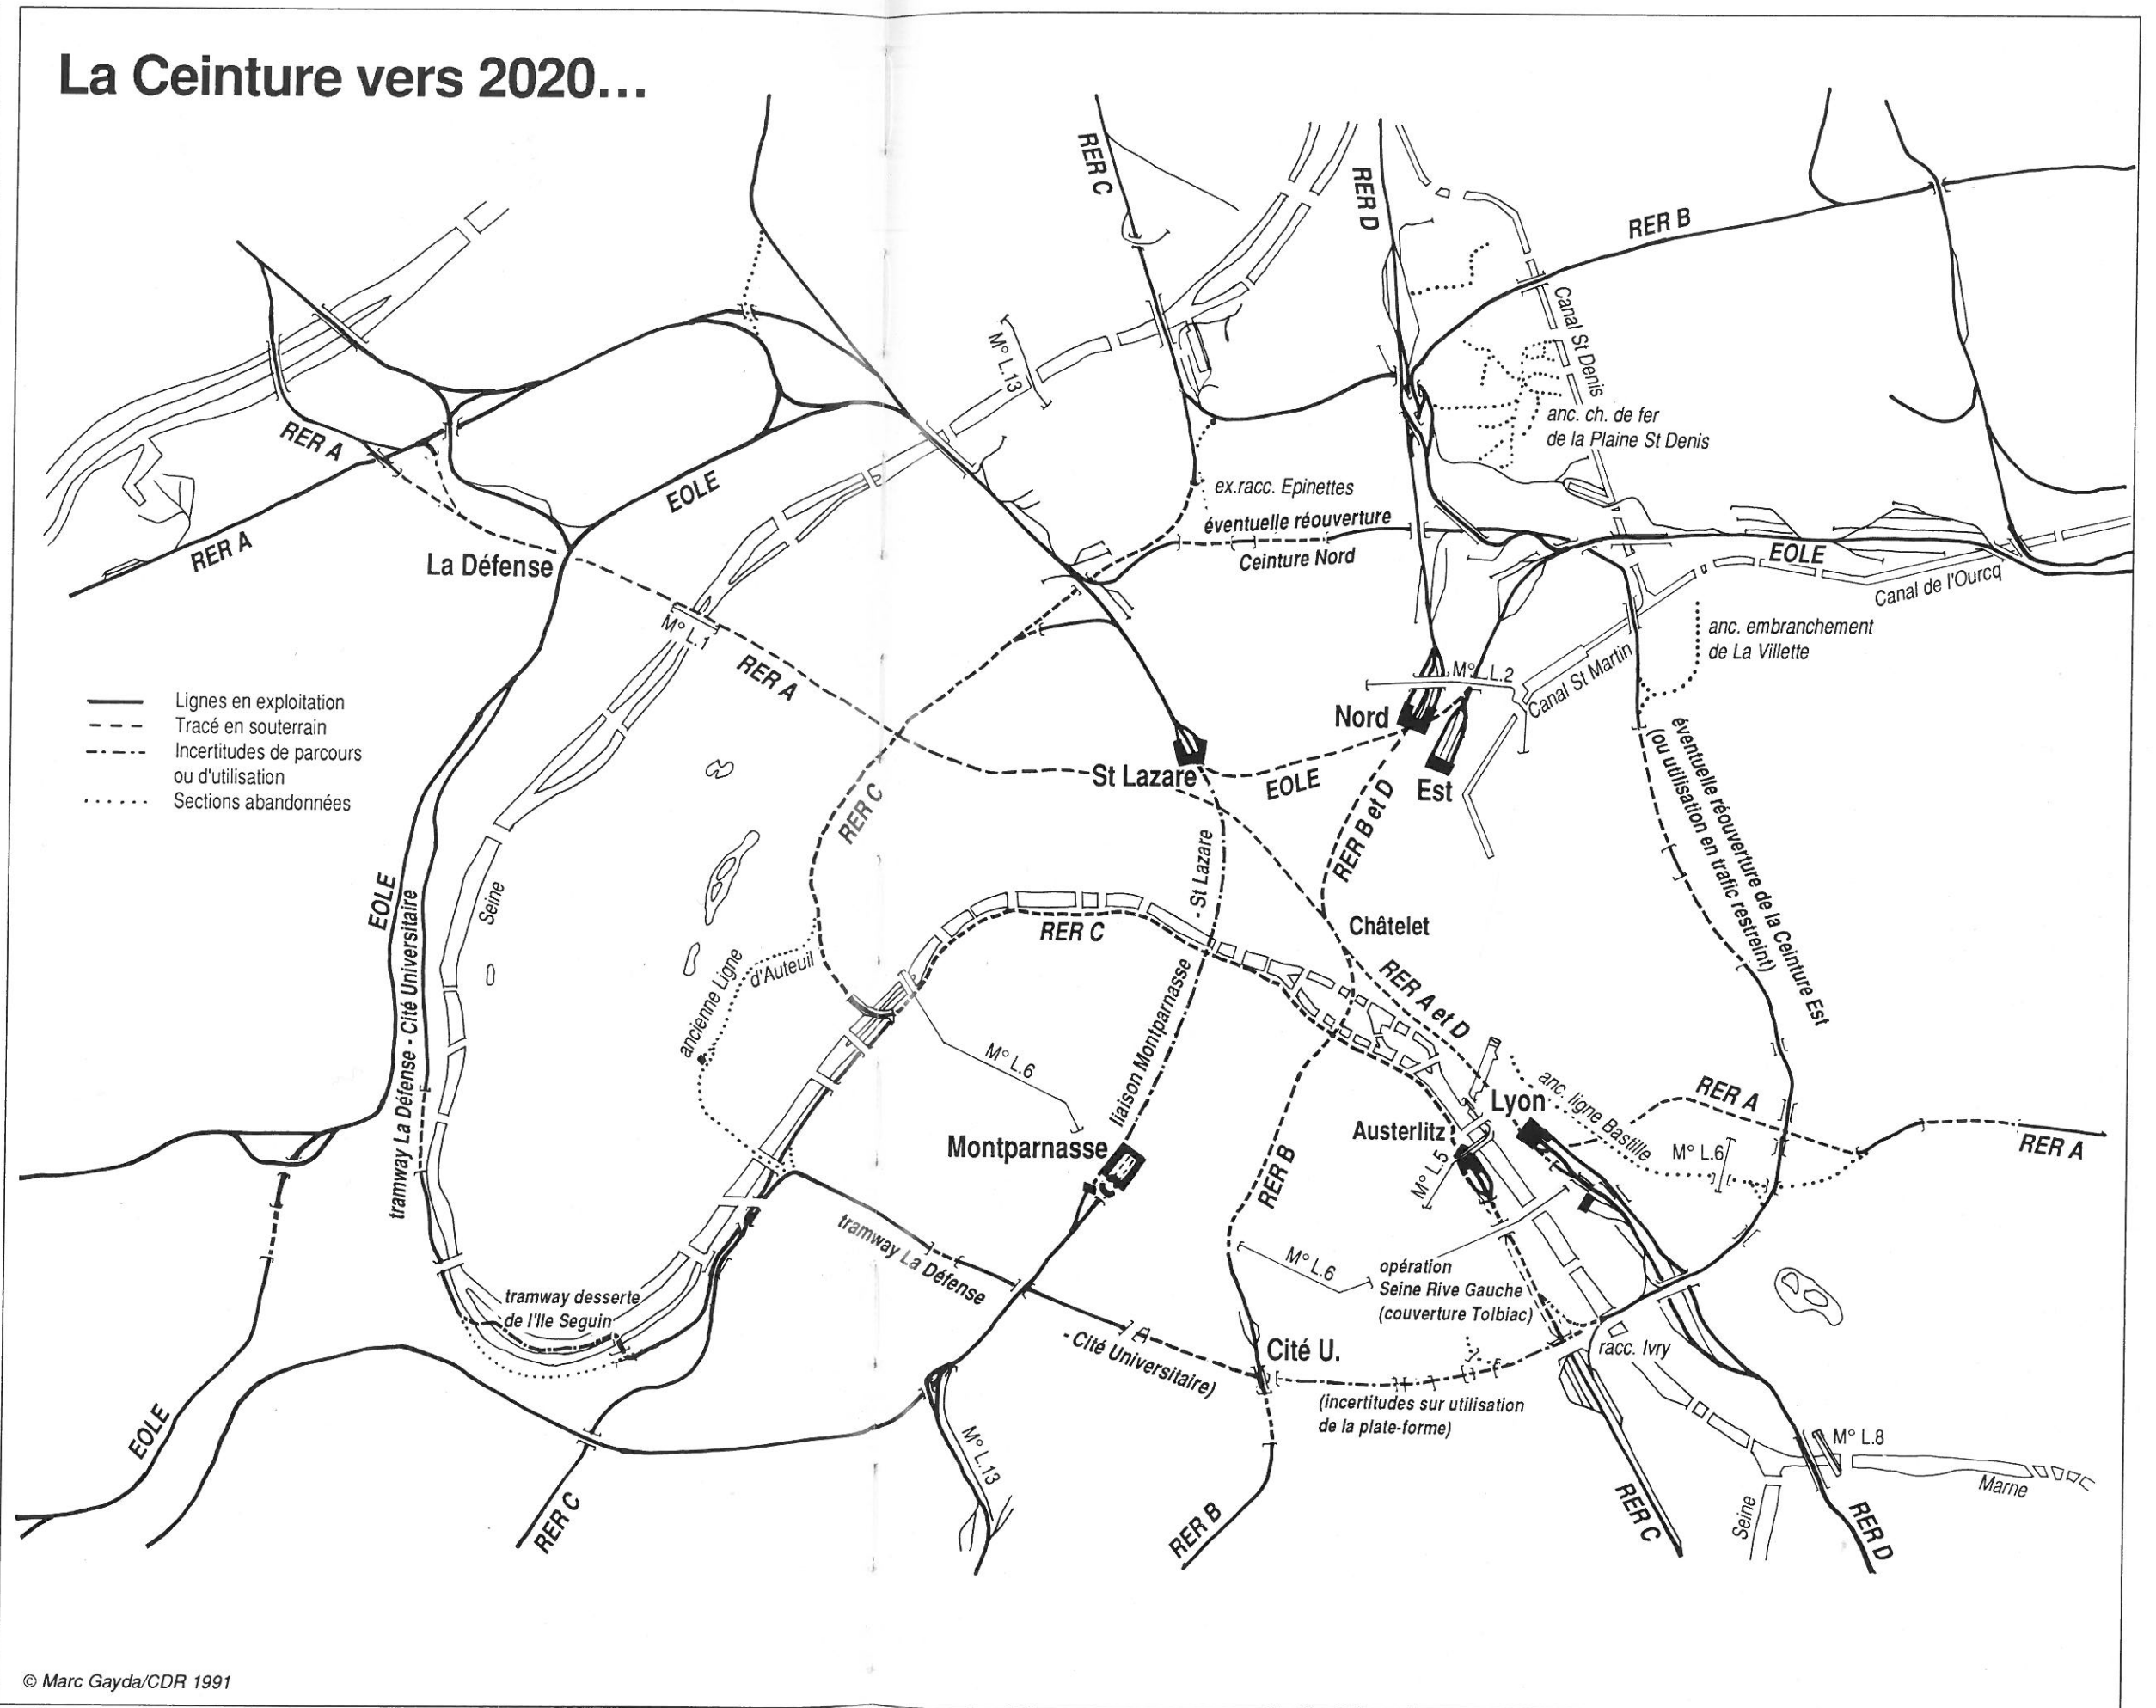 La Ceinture vers 2020...
RER C
RER D
RER B
Canal St Denis
M° L.13
anc. ch. de fer
de la Plaine St Denis
RER A
ex.racc. Epinettes
EOLE
éventuelle réouverture
Ceinture Nord
RER A
La Défense
EOLE
Canal de l'Ourcq
M° L.1
anc. embranchement
de La Villette
RER A
M° L.2
Canal St Martin
Lignes en exploitation
Tracé en souterrain
Incertitudes de parcours
ou d'utilisation
Sections abandonnées
Nord
St Lazare
EOLE
Est
RER C
RER B et D
éventuelle réouverture de la Ceinture Est
(ou utilisation en trafic restreint)
EOLE
tramway La Défense - Cité Universitaire
Seine
liaison Montparnasse
- St Lazare
RER C
Châtelet
ancienne Ligne
d'Auteuil
RER A et D
M° L.6
anc. ligne Bastille
RER A
Lyon
Austerlitz
Montparnasse
M° L.6
RER A
M° L.5
RER B
tramway La Défense
M° L.6
opération
Seine Rive Gauche
(couverture Tolbiac)
tramway desserte
de l'Ile Seguin
- Cité Universitaire)
Cité U.
racc. Ivry
(incertitudes sur utilisation
de la plate-forme)
EOLE
M° L.13
M° L.8
Marne
RER C
RER B
RER C
Seine
RER D
© Marc Gayda/CDR 1991